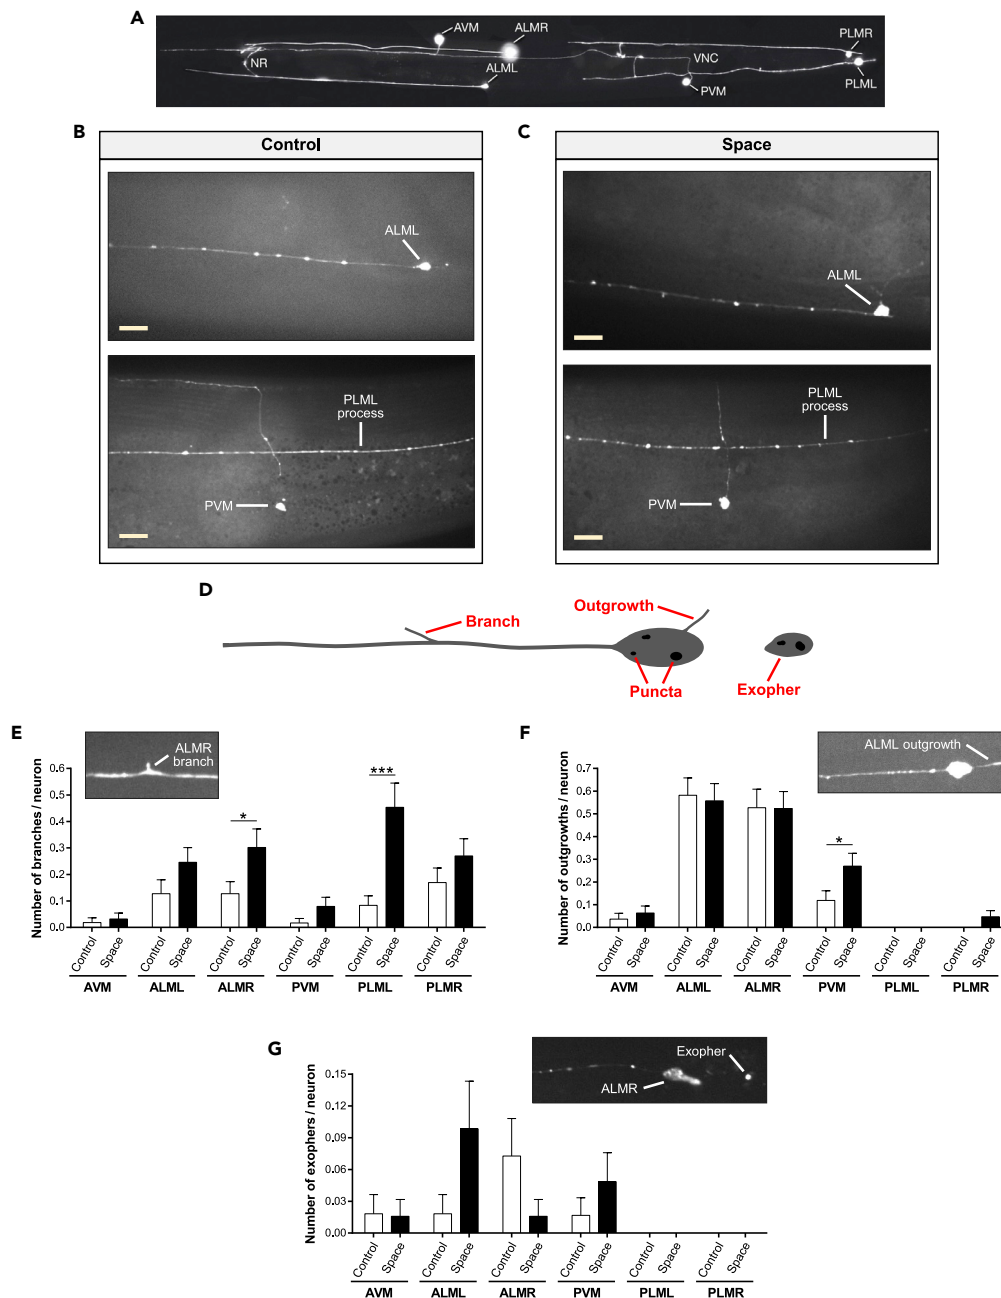 A
AVM
ALMR
NR
ALML
VNC
PVM
PLMR
PLML
B
Control
ALML
PLML
process
PVM
C
Space
ALML
PLML
process
PVM
D
Branch
Outgrowth
Puncta
Exopher
E
ALMR
branch
Number of branches / neuron
0.6
0.5
0.4
0.3
0.2
0.1
0.0
*
***
Control Space Control Space Control Space Control Space Control Space Control Space
AVM ALML ALMR PVM PLML PLMR
F
ALML outgrowth
Number of outgrowths / neuron
0.7
0.6
0.5
0.4
0.3
0.2
0.1
0.0
*
Control Space Control Space Control Space Control Space Control Space Control Space
AVM ALML ALMR PVM PLML PLMR
G
Exopher
ALMR
Number of exophers / neuron
0.15
0.12
0.09
0.06
0.03
0.00
Control Space Control Space Control Space Control Space Control Space Control Space
AVM ALML ALMR PVM PLML PLMR